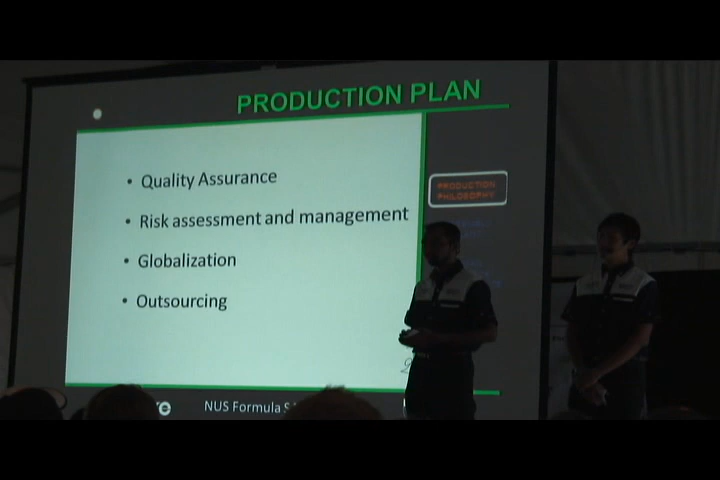 PRODUCTION PLAN
• Quality Assurance
• Risk assessment and management
• Globalization
• Outsourcing
PRODUCTION
PHILOSOPHY
NUS Formula S